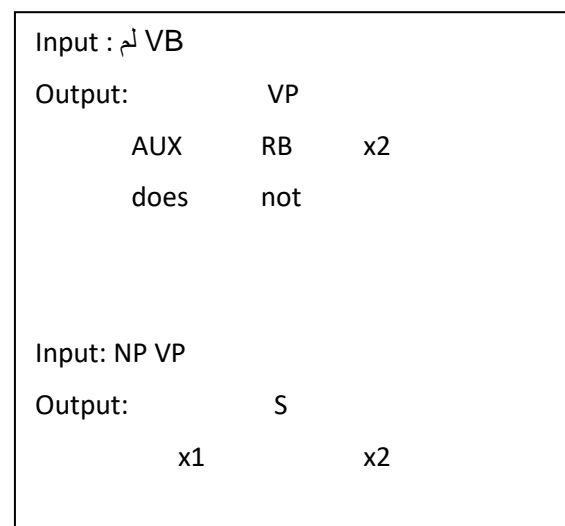 Input : لم VB
Output: VP
AUX RB x2
does not
Input: NP VP
Output: S
x1 x2